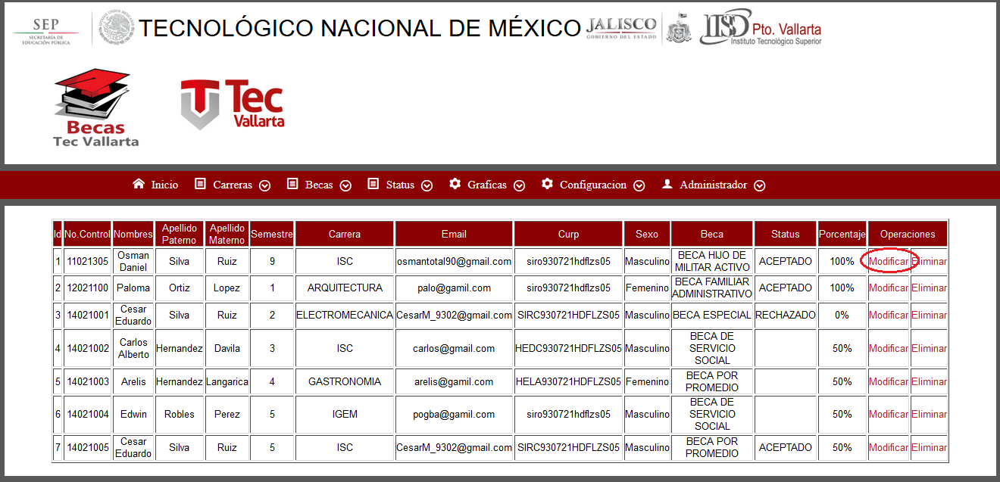 SEP
SECRETARÍA DE
EDUCACIÓN PÚBLICA
TECNOLÓGICO NACIONAL DE MÉXICO
JALISCO
GOBIERNO DEL ESTADO
ITS Pto. Vallarta
Instituto Tecnológico Superior
Becas
Tec Vallarta
Tec
Vallarta
Inicio Carreras Becas Status Graficas Configuracion Administrador
Id No.Control Nombres Apellido Paterno Apellido Materno Semestre Carrera Email Curp Sexo Beca Status Porcentaje Operaciones
1 11021305 Osman Daniel Silva Ruiz 9 ISC osmantotal90@gmail.com siro930721hdflzs05 Masculino BECA HIJO DE MILITAR ACTIVO ACEPTADO 100% Modificar Eliminar
2 12021100 Paloma Ortiz Lopez 1 ARQUITECTURA palo@gamil.com siro930721hdflzs05 Femenino BECA FAMILIAR ADMINISTRATIVO ACEPTADO 100% Modificar Eliminar
3 14021001 Cesar Eduardo Silva Ruiz 2 ELECTROMECANICA CesarM_9302@gmail.com SIRC930721HDFLZS05 Masculino BECA ESPECIAL RECHAZADO 0% Modificar Eliminar
4 14021002 Carlos Alberto Hernandez Davila 3 ISC carlos@gmail.com HEDC930721HDFLZS05 Masculino BECA DE SERVICIO SOCIAL 50% Modificar Eliminar
5 14021003 Arelis Hernandez Langarica 4 GASTRONOMIA arelis@gamil.com HELA930721HDFLZS05 Femenino BECA POR PROMEDIO 50% Modificar Eliminar
6 14021004 Edwin Robles Perez 5 IGEM pogba@gamil.com siro930721hdflzs05 Masculino BECA DE SERVICIO SOCIAL 50% Modificar Eliminar
7 14021005 Cesar Eduardo Silva Ruiz 5 ISC CesarM_9302@gmail.com SIRC930721HDFLZS05 Masculino BECA POR PROMEDIO ACEPTADO 50% Modificar Eliminar